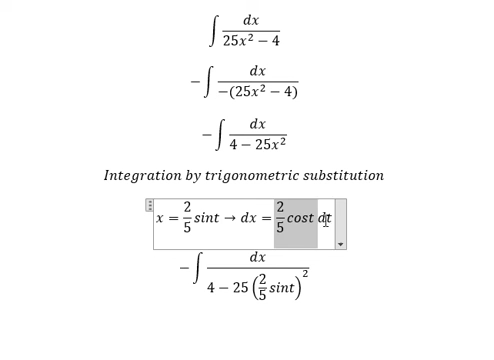 ∫ dx / (25x² − 4)
−∫ dx / (−(25x² − 4))
−∫ dx / (4 − 25x²)
Integration by trigonometric substitution
x = 2/5 sint → dx = 2/5 cost dt
−∫ dx / (4 − 25(2/5 sint)²)